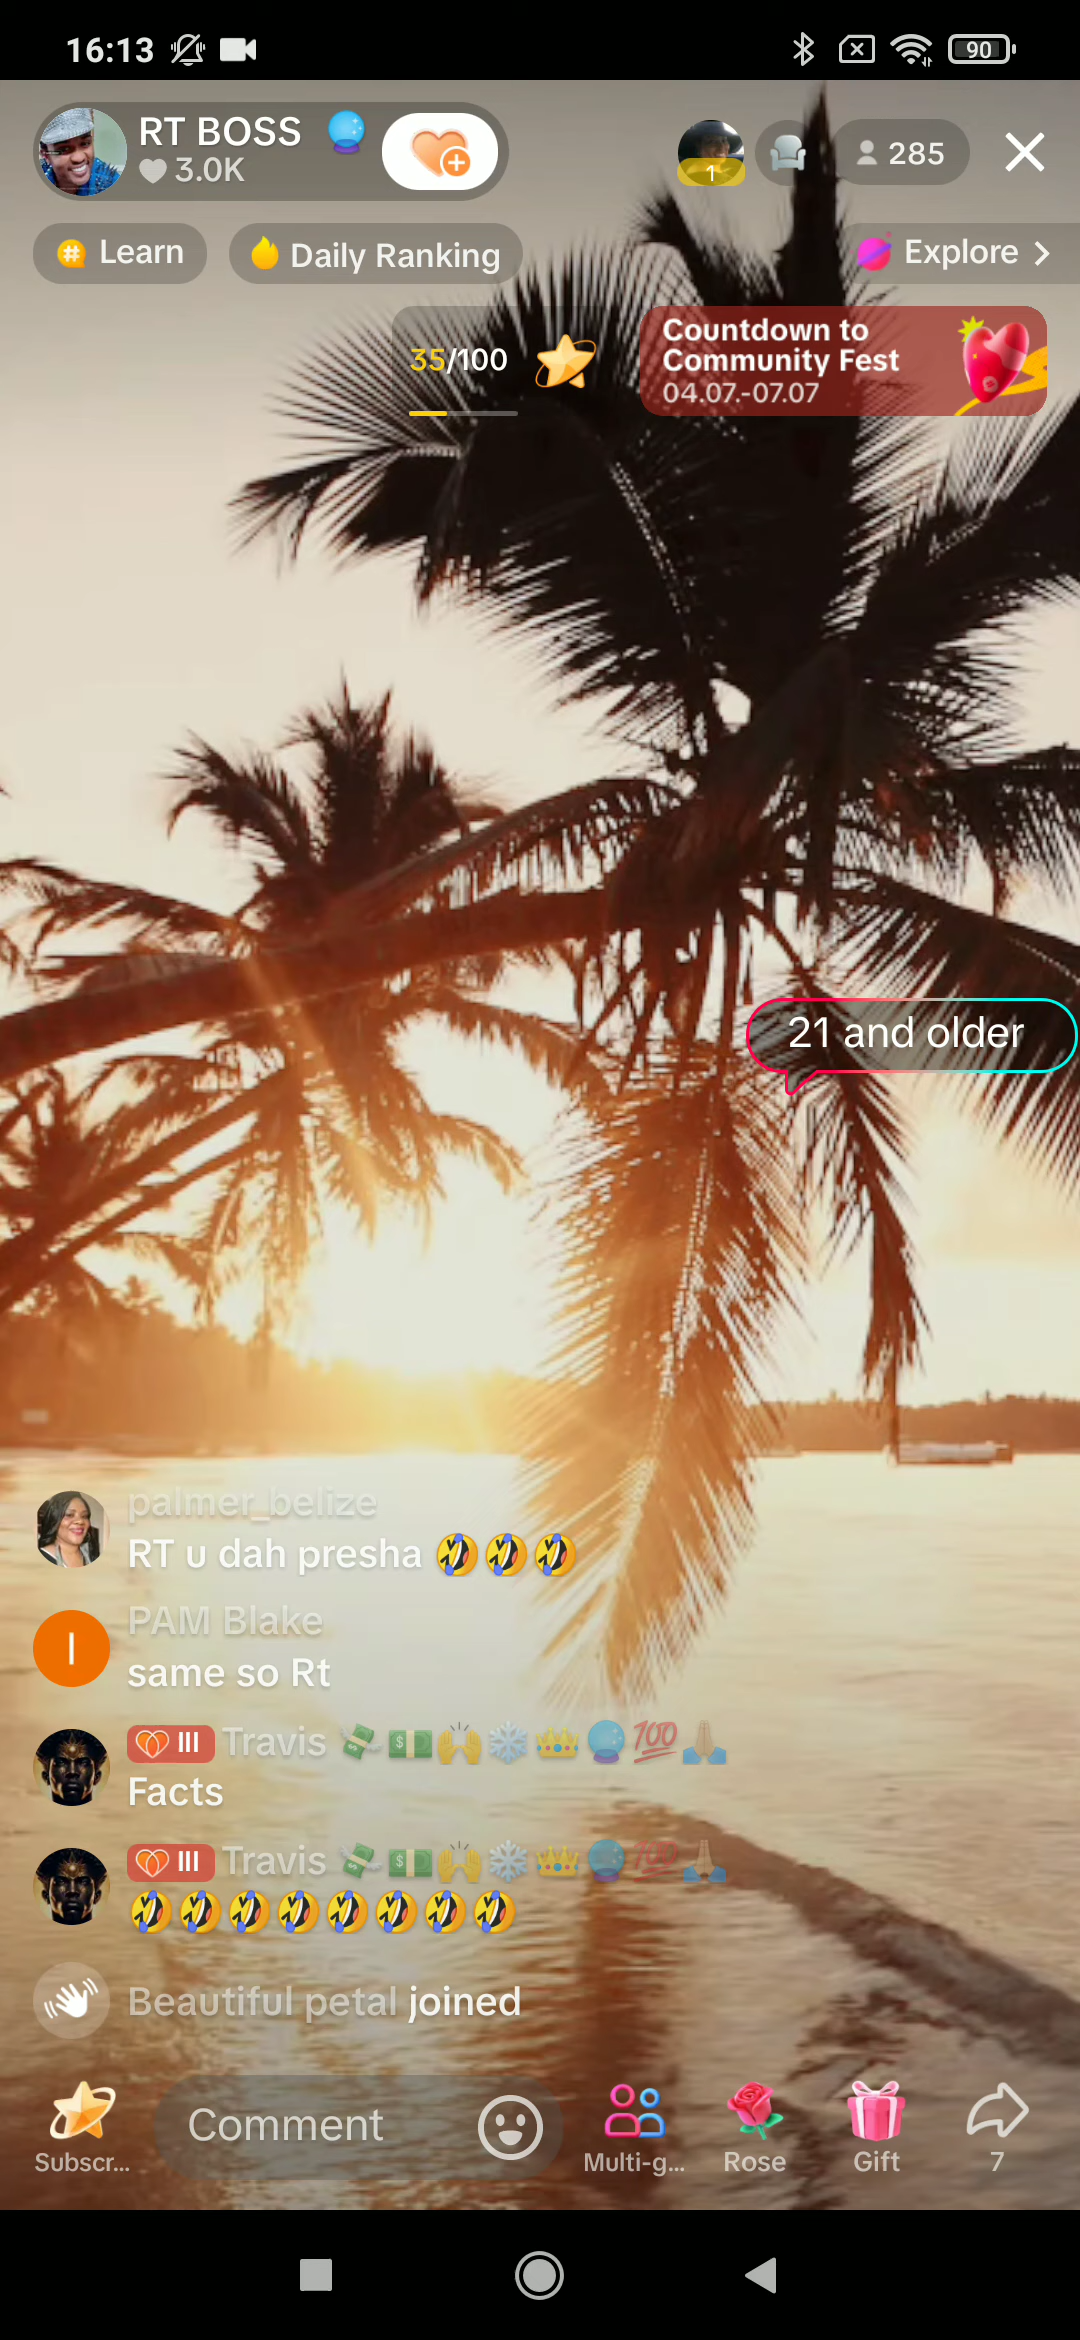 16:13
90
RT BOSS
3.0K
1
285
Learn
Daily Ranking
Explore
35/100
Countdown to
Community Fest
04.07.-07.07
21 and older
palmer_belize
RT u dah presha 🤣🤣🤣
I
PAM Blake
same so Rt
III Travis 💸💵🙌❄️👑🔮💯🙏🏽
Facts
III Travis 💸💵🙌❄️👑🔮💯🙏🏽
🤣🤣🤣🤣🤣🤣🤣🤣
Beautiful petal joined
Comment
Subscr...
Multi-g...
Rose
Gift
7